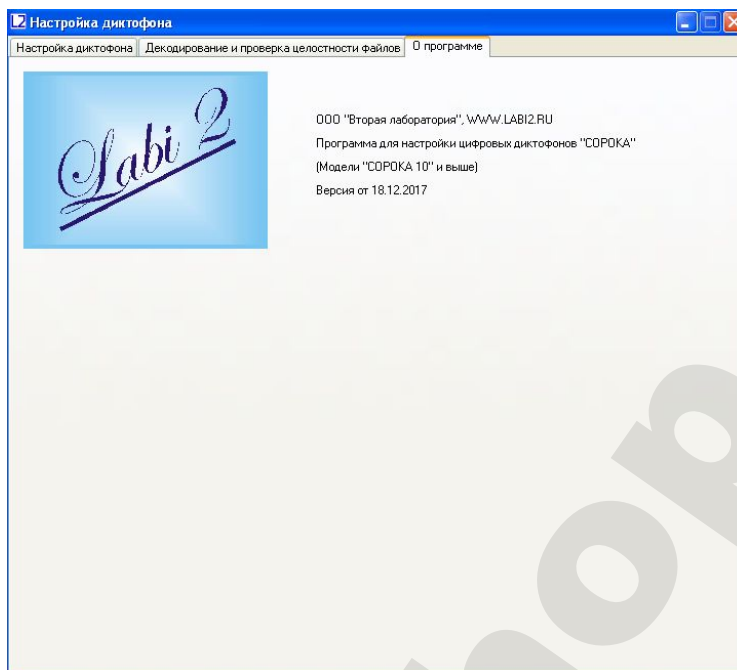 Настройка диктофона
Настройка диктофона
Декодирование и проверка целостности файлов
О программе
Labi 2
ООО "Вторая лаборатория", WWW.LABI2.RU
Программа для настройки цифровых диктофонов "СОРОКА"
(Модели "СОРОКА 10" и выше)
Версия от 18.12.2017
hop